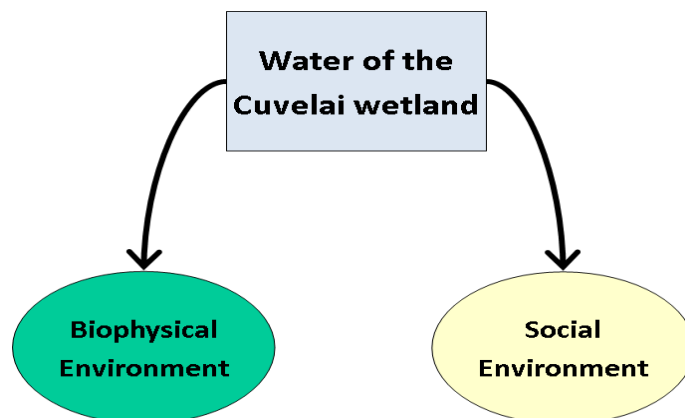 Water of the
Cuvelai wetland
Biophysical
Environment
Social
Environment